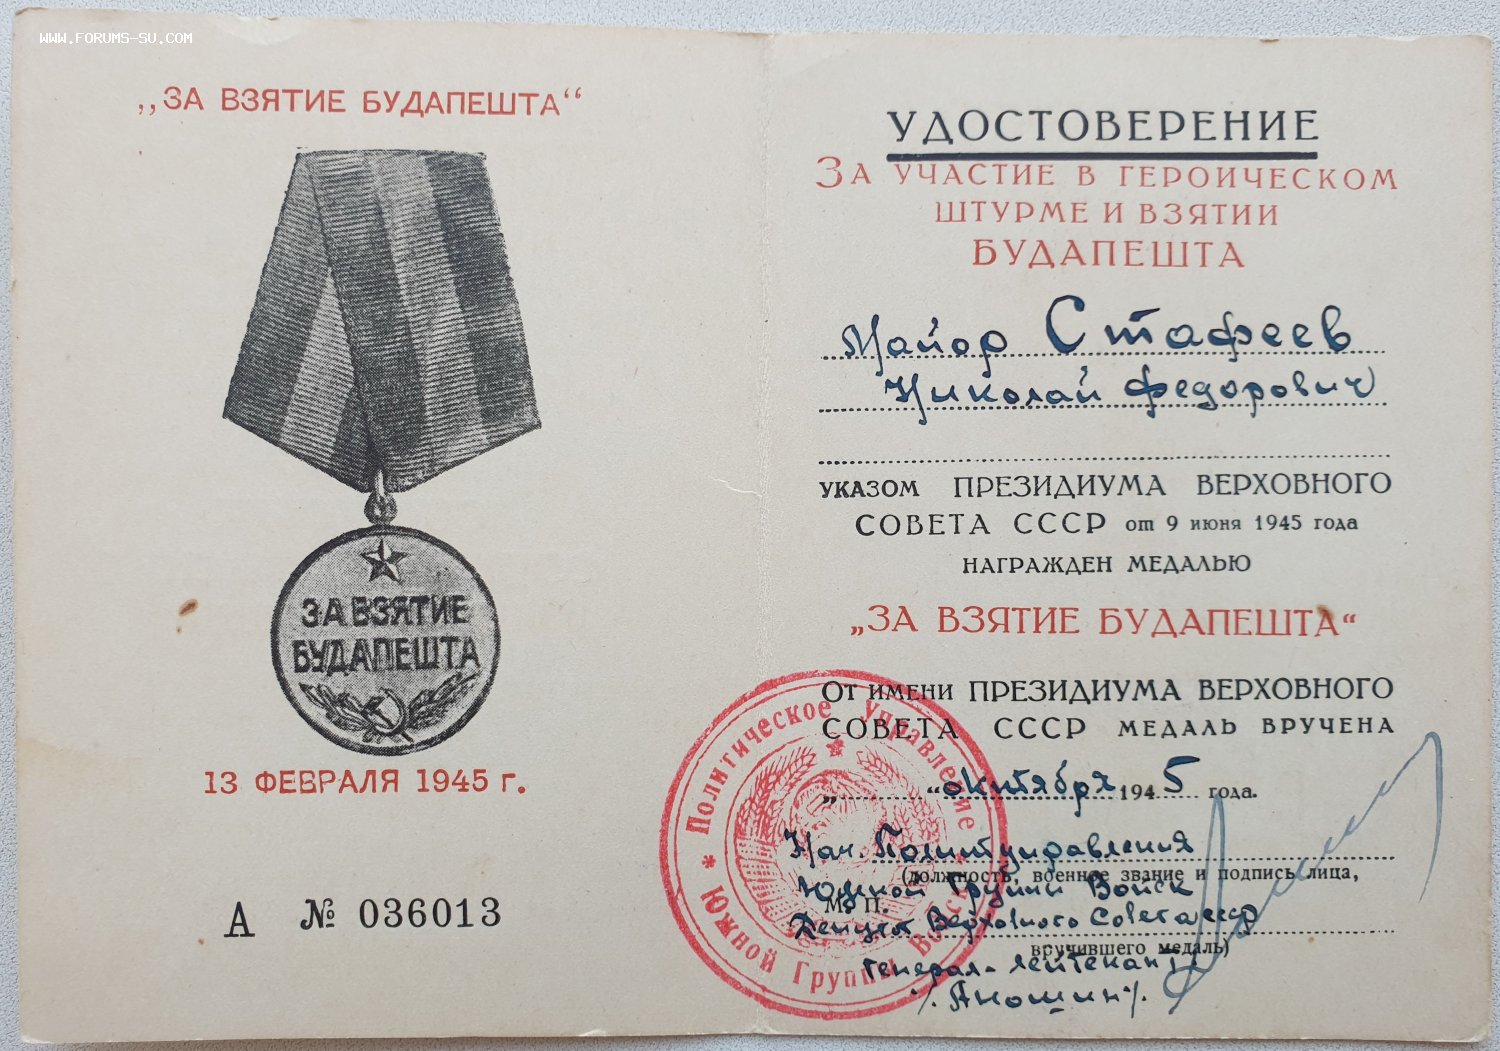 WWW.FORUMS-SU.COM
,,ЗА ВЗЯТИЕ БУДАПЕШТА“
ЗА ВЗЯТИЕ
БУДАПЕШТА
13 ФЕВРАЛЯ 1945 г.
А № 036013
УДОСТОВЕРЕНИЕ
ЗА УЧАСТИЕ В ГЕРОИЧЕСКОМ
ШТУРМЕ И ВЗЯТИИ
БУДАПЕШТА
Майор Стафеев
Николай Федорович
УКАЗОМ ПРЕЗИДИУМА ВЕРХОВНОГО
СОВЕТА СССР от 9 июня 1945 года
НАГРАЖДЕН МЕДАЛЬЮ
„ЗА ВЗЯТИЕ БУДАПЕШТА“
ОТ ИМЕНИ ПРЕЗИДИУМА ВЕРХОВНОГО
СОВЕТА СССР МЕДАЛЬ ВРУЧЕНА
„ “ октября 1945 года.
Нач. Политуправления
(должность, военное звание и подпись лица,
Южной Группы Войск
М. П.
Депутат Верховного Совета ссср
вручившего медаль)
Генерал-лейтенант
/Аношин/.
* Политическое Управление * Южной Группы Войск